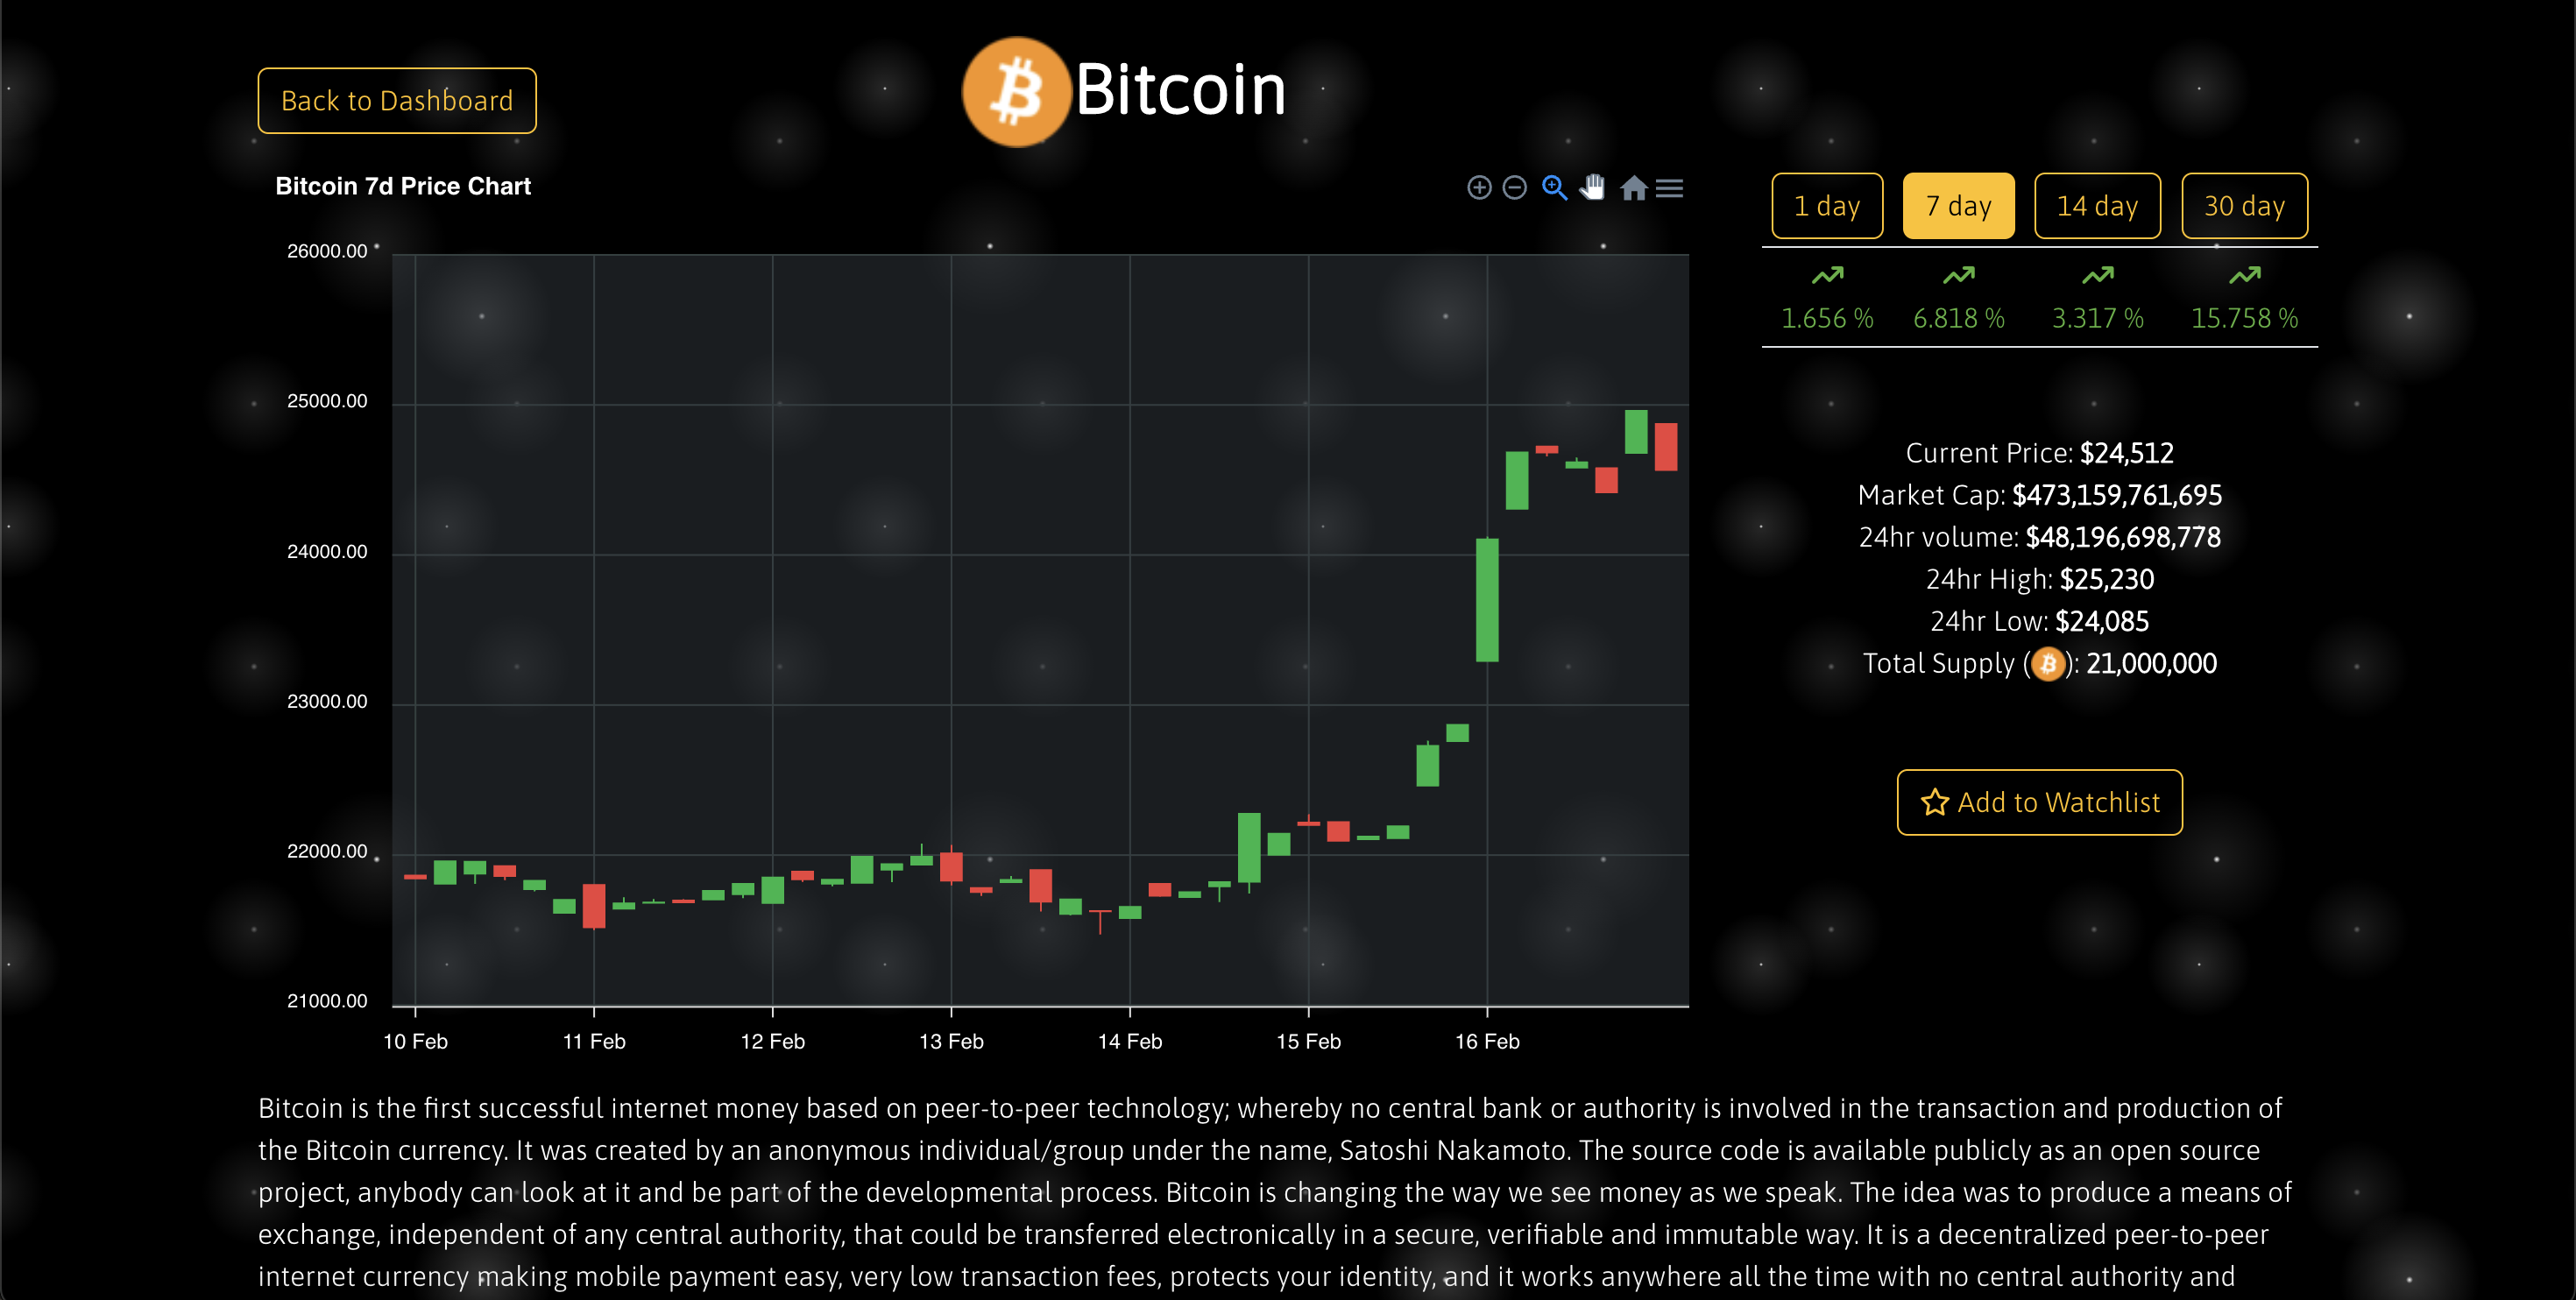 Back to Dashboard
Bitcoin
Bitcoin 7d Price Chart
1 day 7 day 14 day 30 day
1.656 % 6.818 % 3.317 % 15.758 %
26000.00
25000.00
24000.00
23000.00
22000.00
21000.00
10 Feb 11 Feb 12 Feb 13 Feb 14 Feb 15 Feb 16 Feb
Current Price: $24,512
Market Cap: $473,159,761,695
24hr volume: $48,196,698,778
24hr High: $25,230
24hr Low: $24,085
Total Supply (₿): 21,000,000
Add to Watchlist
Bitcoin is the first successful internet money based on peer-to-peer technology; whereby no central bank or authority is involved in the transaction and production of
the Bitcoin currency. It was created by an anonymous individual/group under the name, Satoshi Nakamoto. The source code is available publicly as an open source
project, anybody can look at it and be part of the developmental process. Bitcoin is changing the way we see money as we speak. The idea was to produce a means of
exchange, independent of any central authority, that could be transferred electronically in a secure, verifiable and immutable way. It is a decentralized peer-to-peer
internet currency making mobile payment easy, very low transaction fees, protects your identity, and it works anywhere all the time with no central authority and